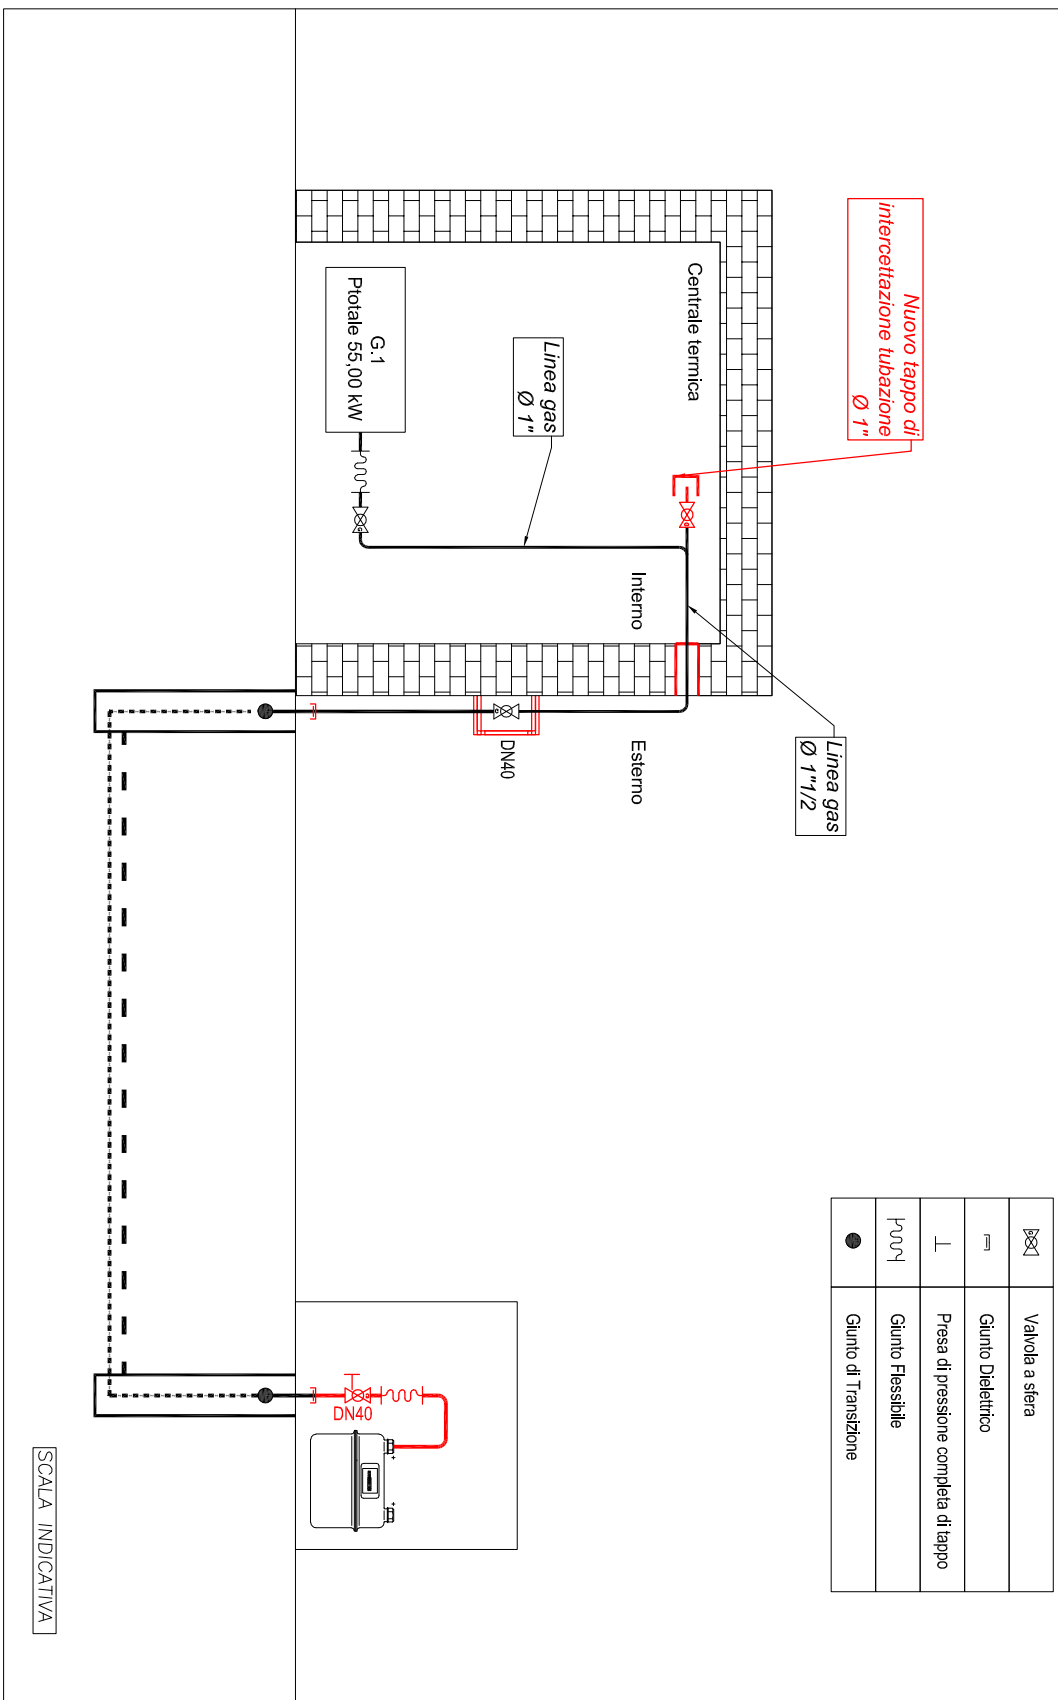 Nuovo tappo di
intercettazione tubazione
Ø 1"
Centrale termica
Linea gas
Ø 1"
G.1
Ptotale 55,00 kW
Interno
Esterno
Linea gas
Ø 1"1/2
DN40
DN40
Valvola a sfera
Giunto Dielettrico
Presa di pressione completa di tappo
Giunto Flessibile
Giunto di Transizione
SCALA INDICATIVA